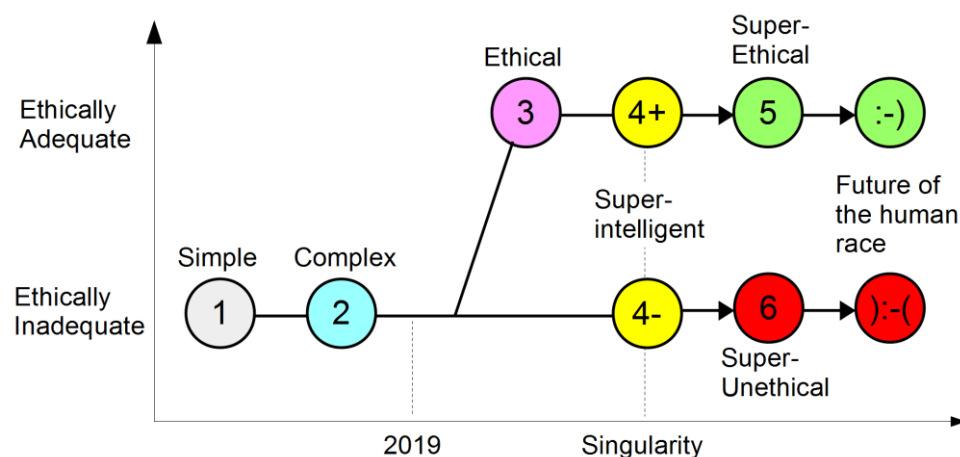 Super-
Ethical
Ethical
Ethically
Adequate
3
4+
5
:-)
Super-
intelligent
Future of
the human
race
Simple
Complex
Ethically
Inadequate
1
2
4-
6
):-(
Super-
Unethical
2019
Singularity